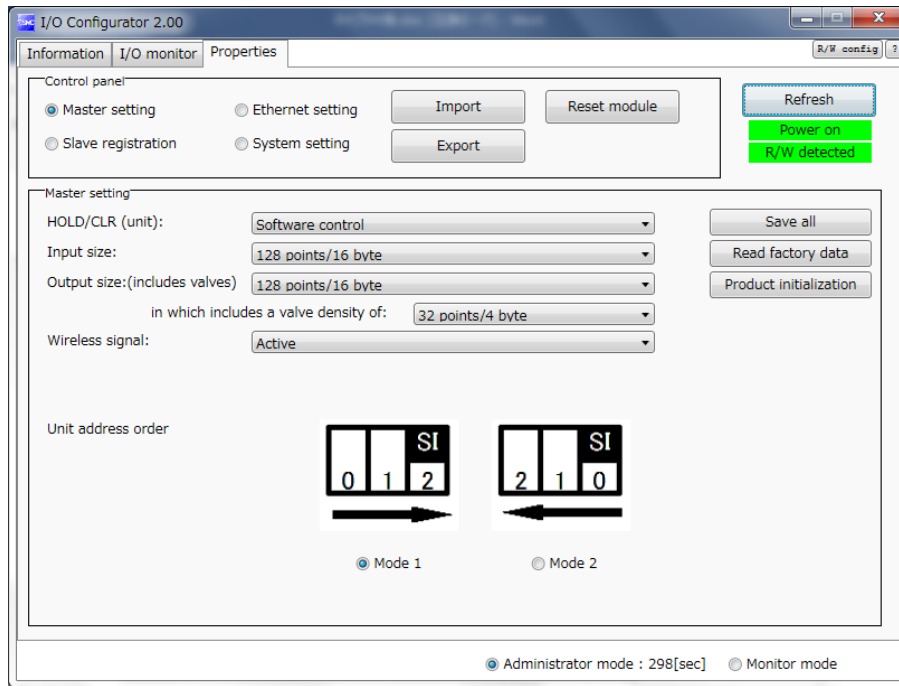 I/O Configurator 2.00
Information I/O monitor Properties R/W config ?
Control panel
Master setting Ethernet setting Import Reset module Refresh
Power on
Slave registration System setting Export R/W detected
Master setting
HOLD/CLR (unit): Software control Save all
Input size: 128 points/16 byte Read factory data
Output size:(includes valves) 128 points/16 byte Product initialization
in which includes a valve density of: 32 points/4 byte
Wireless signal: Active
Unit address order
SI SI
0 1 2 2 1 0
Mode 1 Mode 2
Administrator mode : 298[sec] Monitor mode